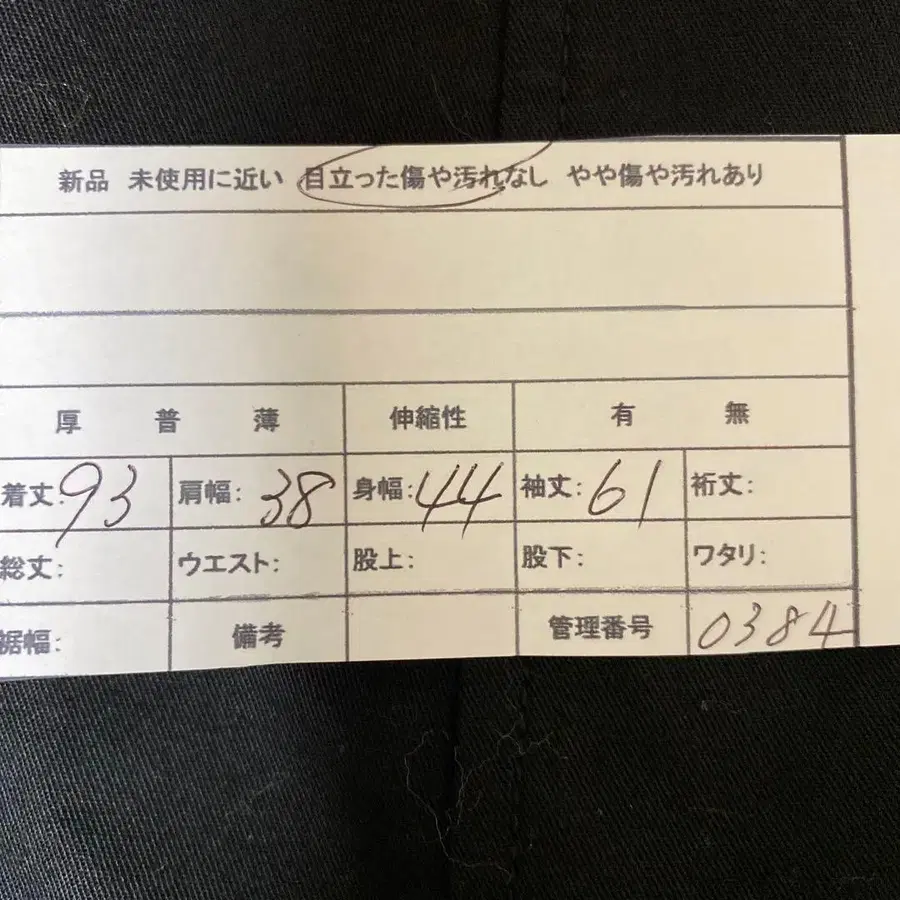 新品 未使用に近い 目立った傷や汚れなし やや傷や汚れあり
厚 普 薄 伸縮性 有 無
着丈:93 肩幅:38 身幅:44 袖丈:61 裄丈:
総丈: ウエスト: 股上: 股下: ワタリ:
裾幅: 備考 管理番号 0384